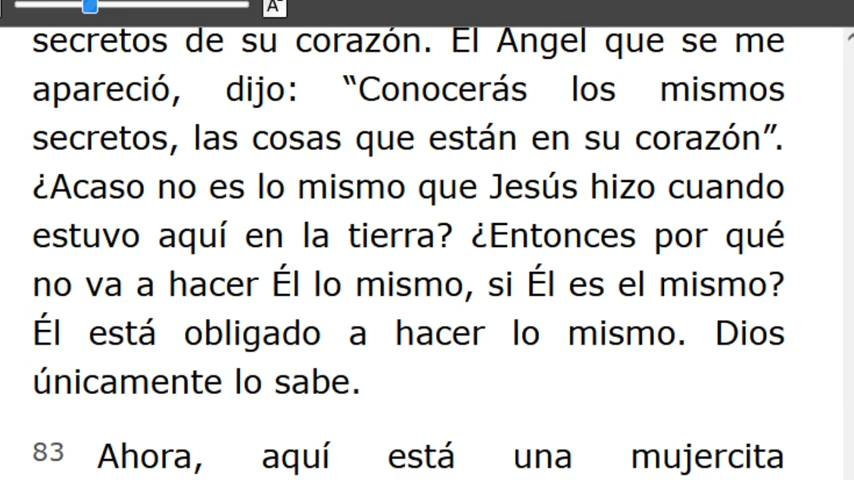 A
secretos de su corazón. El Ángel que se me
apareció, dijo: “Conocerás los mismos
secretos, las cosas que están en su corazón”.
¿Acaso no es lo mismo que Jesús hizo cuando
estuvo aquí en la tierra? ¿Entonces por qué
no va a hacer Él lo mismo, si Él es el mismo?
Él está obligado a hacer lo mismo. Dios
únicamente lo sabe.
83 Ahora, aquí está una mujercita